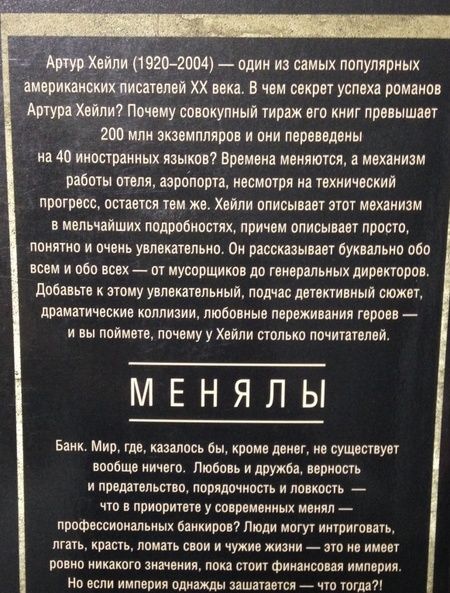 Артур Хейли (1920–2004) — один из самых популярных
американских писателей XX века. В чем секрет успеха романов
Артура Хейли? Почему совокупный тираж его книг превышает
200 млн экземпляров и они переведены
на 40 иностранных языков? Времена меняются, а механизм
работы отеля, аэропорта, несмотря на технический
прогресс, остается тем же. Хейли описывает этот механизм
в мельчайших подробностях, причем описывает просто,
понятно и очень увлекательно. Он рассказывает буквально обо
всем и обо всех — от мусорщиков до генеральных директоров.
Добавьте к этому увлекательный, подчас детективный сюжет,
драматические коллизии, любовные переживания героев —
и вы поймете, почему у Хейли столько почитателей.
МЕНЯЛЫ
Банк. Мир, где, казалось бы, кроме денег, не существует
вообще ничего. Любовь и дружба, верность
и предательство, порядочность и ловкость —
что в приоритете у современных менял —
профессиональных банкиров? Люди могут интриговать,
лгать, красть, ломать свои и чужие жизни — это не имеет
ровно никакого значения, пока стоит финансовая империя.
Но если империя однажды зашатается — что тогда?!